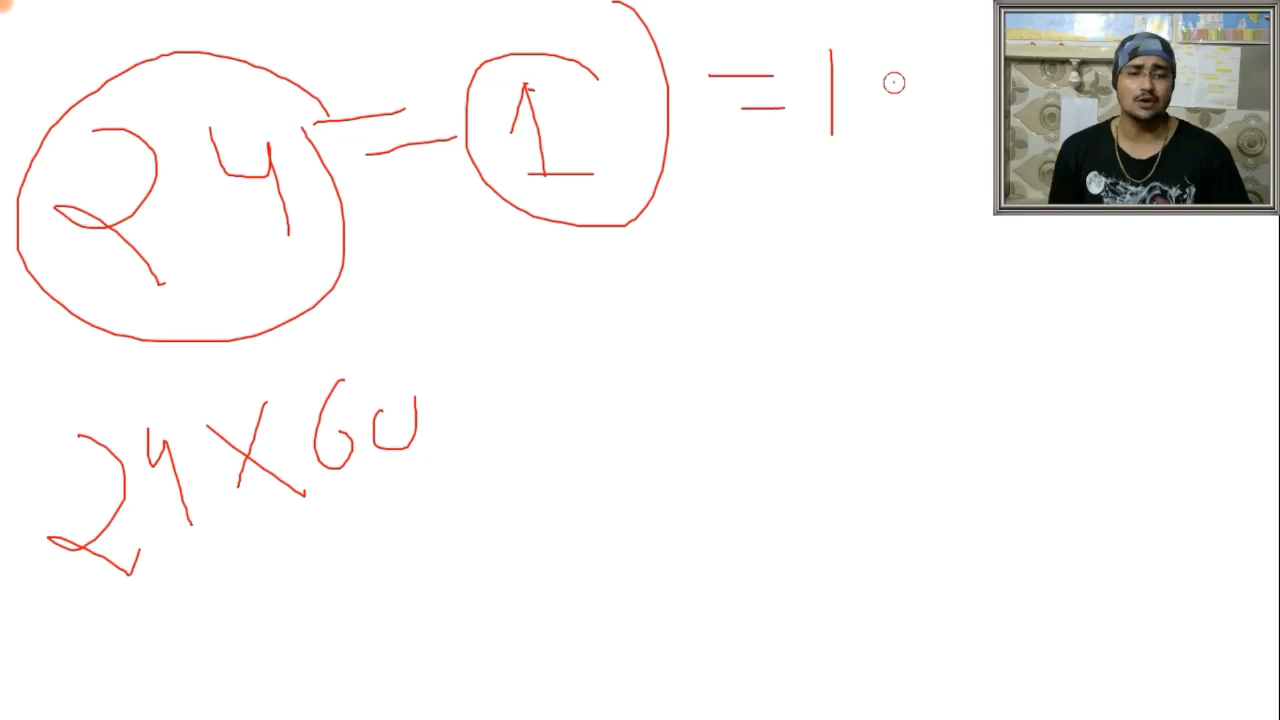 24 = 1 = 1
24 x 60